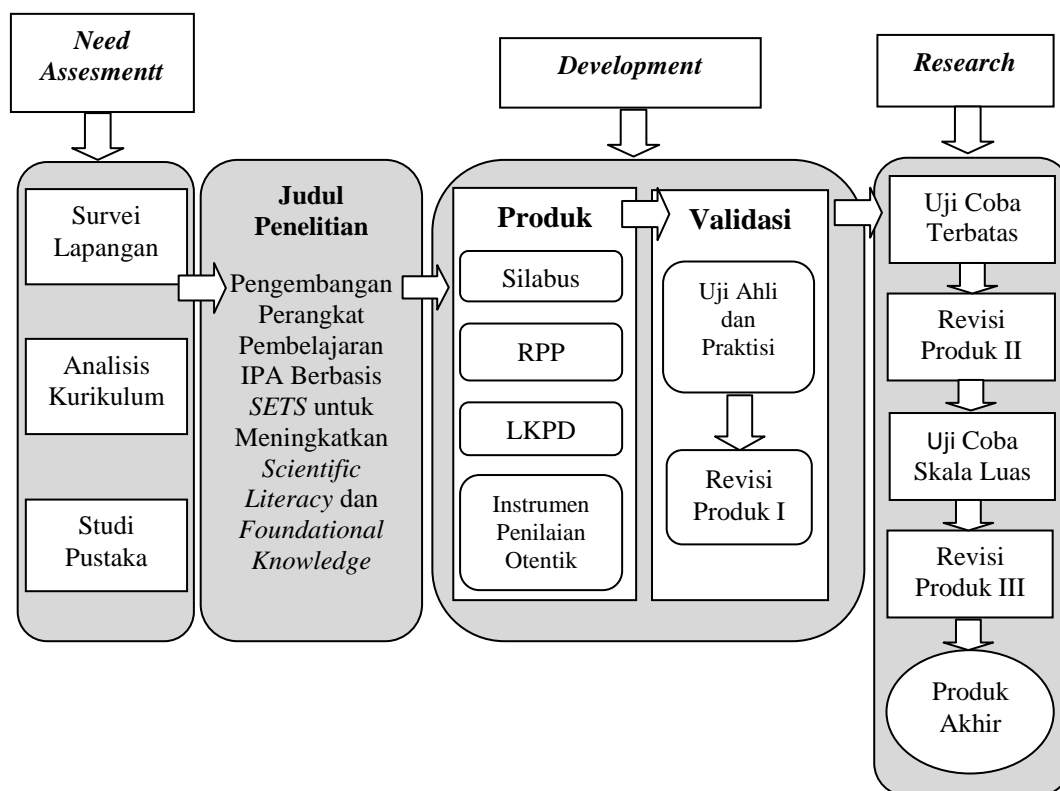 Need
Assesmentt
Development
Research
Survei
Lapangan
Analisis
Kurikulum
Studi
Pustaka
Judul
Penelitian
Pengembangan
Perangkat
Pembelajaran
IPA Berbasis
SETS untuk
Meningkatkan
Scientific
Literacy dan
Foundational
Knowledge
Produk
Silabus
RPP
LKPD
Instrumen
Penilaian
Otentik
Validasi
Uji Ahli
dan
Praktisi
Revisi
Produk I
Uji Coba
Terbatas
Revisi
Produk II
Uji Coba
Skala Luas
Revisi
Produk III
Produk
Akhir